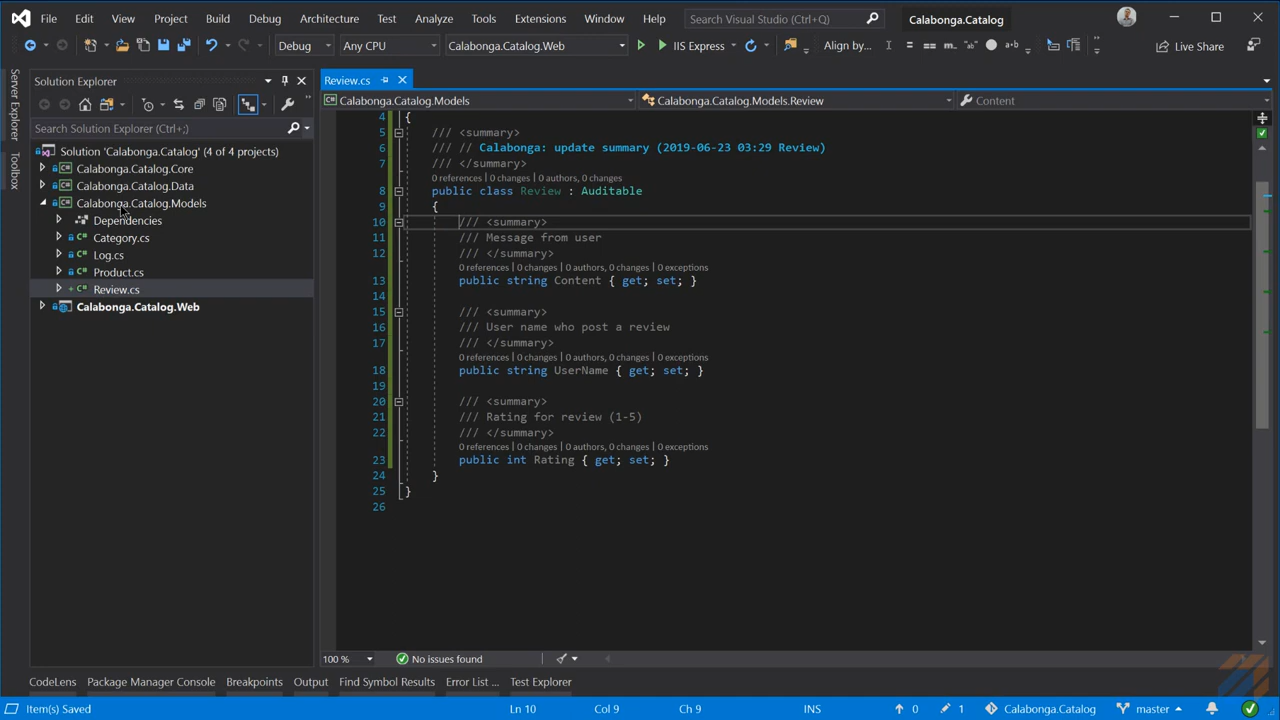 File Edit View Project Build Debug Architecture Test Analyze Tools Extensions Window Help Search Visual Studio (Ctrl+Q) Calabonga.Catalog
Debug Any CPU Calabonga.Catalog.Web IIS Express Align by... Live Share
Server Explorer
Toolbox
Solution Explorer
Search Solution Explorer (Ctrl+;)
Solution 'Calabonga.Catalog' (4 of 4 projects)
Calabonga.Catalog.Core
Calabonga.Catalog.Data
Calabonga.Catalog.Models
Dependencies
Category.cs
Log.cs
Product.cs
Review.cs
Calabonga.Catalog.Web
Review.cs
Calabonga.Catalog.Models Calabonga.Catalog.Models.Review Content
4 {
5 /// <summary>
6 /// // Calabonga: update summary (2019-06-23 03:29 Review)
7 /// </summary>
0 references | 0 changes | 0 authors, 0 changes
8 public class Review : Auditable
9 {
10 /// <summary>
11 /// Message from user
12 /// </summary>
0 references | 0 changes | 0 authors, 0 changes | 0 exceptions
13 public string Content { get; set; }
14
15 /// <summary>
16 /// User name who post a review
17 /// </summary>
0 references | 0 changes | 0 authors, 0 changes | 0 exceptions
18 public string UserName { get; set; }
19
20 /// <summary>
21 /// Rating for review (1-5)
22 /// </summary>
0 references | 0 changes | 0 authors, 0 changes | 0 exceptions
23 public int Rating { get; set; }
24 }
25 }
26
100 % No issues found
CodeLens Package Manager Console Breakpoints Output Find Symbol Results Error List ... Test Explorer
Item(s) Saved Ln 10 Col 9 Ch 9 INS 0 1 Calabonga.Catalog master